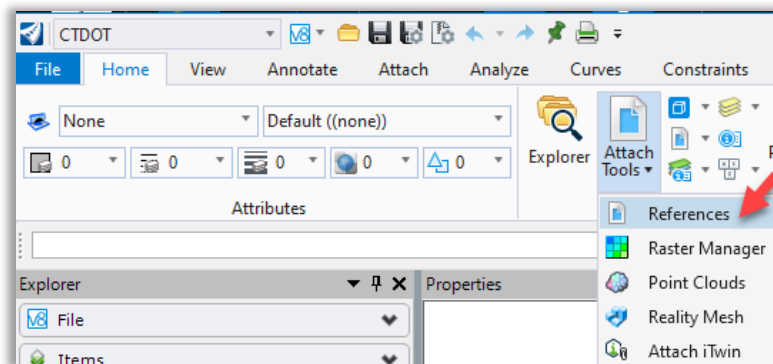 CTDOT
File Home View Annotate Attach Analyze Curves Constraints
None Default ((none))
0 0 0 0 0
Explorer Attach Tools
Attributes
References
Raster Manager
Point Clouds
Reality Mesh
Attach iTwin
Explorer Properties
V8 File
Items